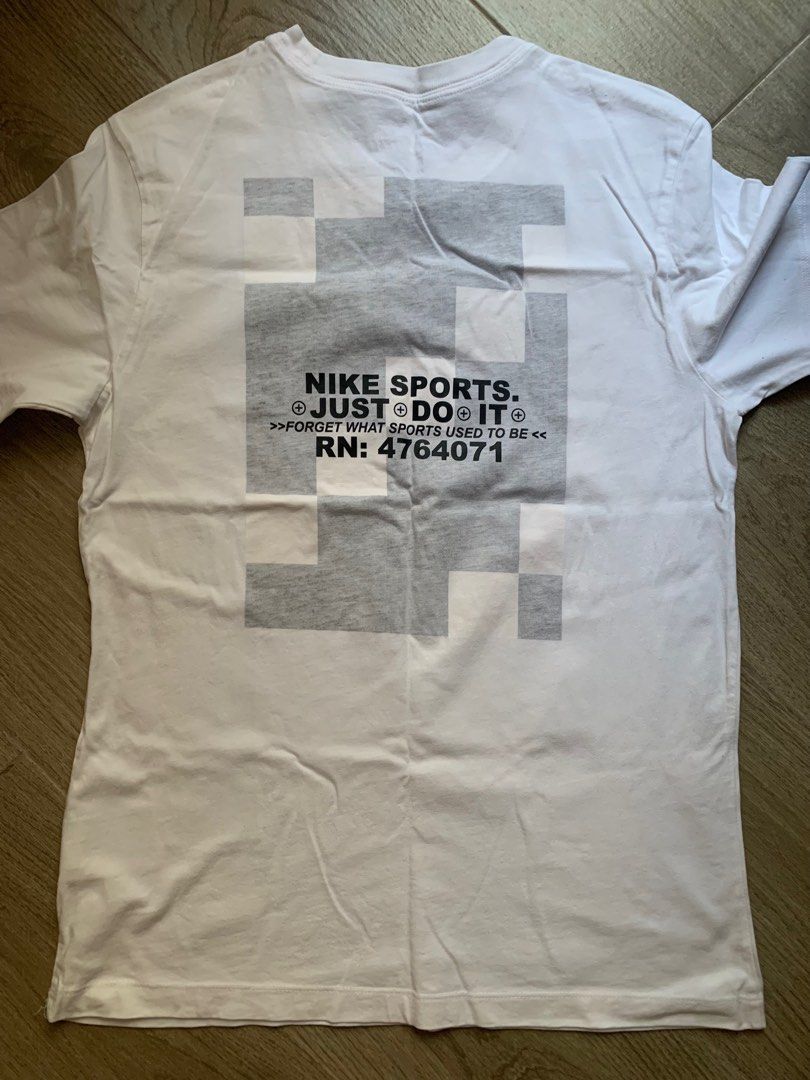 NIKE SPORTS.
⊕JUST⊕DO⊕IT⊕
>>FORGET WHAT SPORTS USED TO BE<<
RN: 4764071